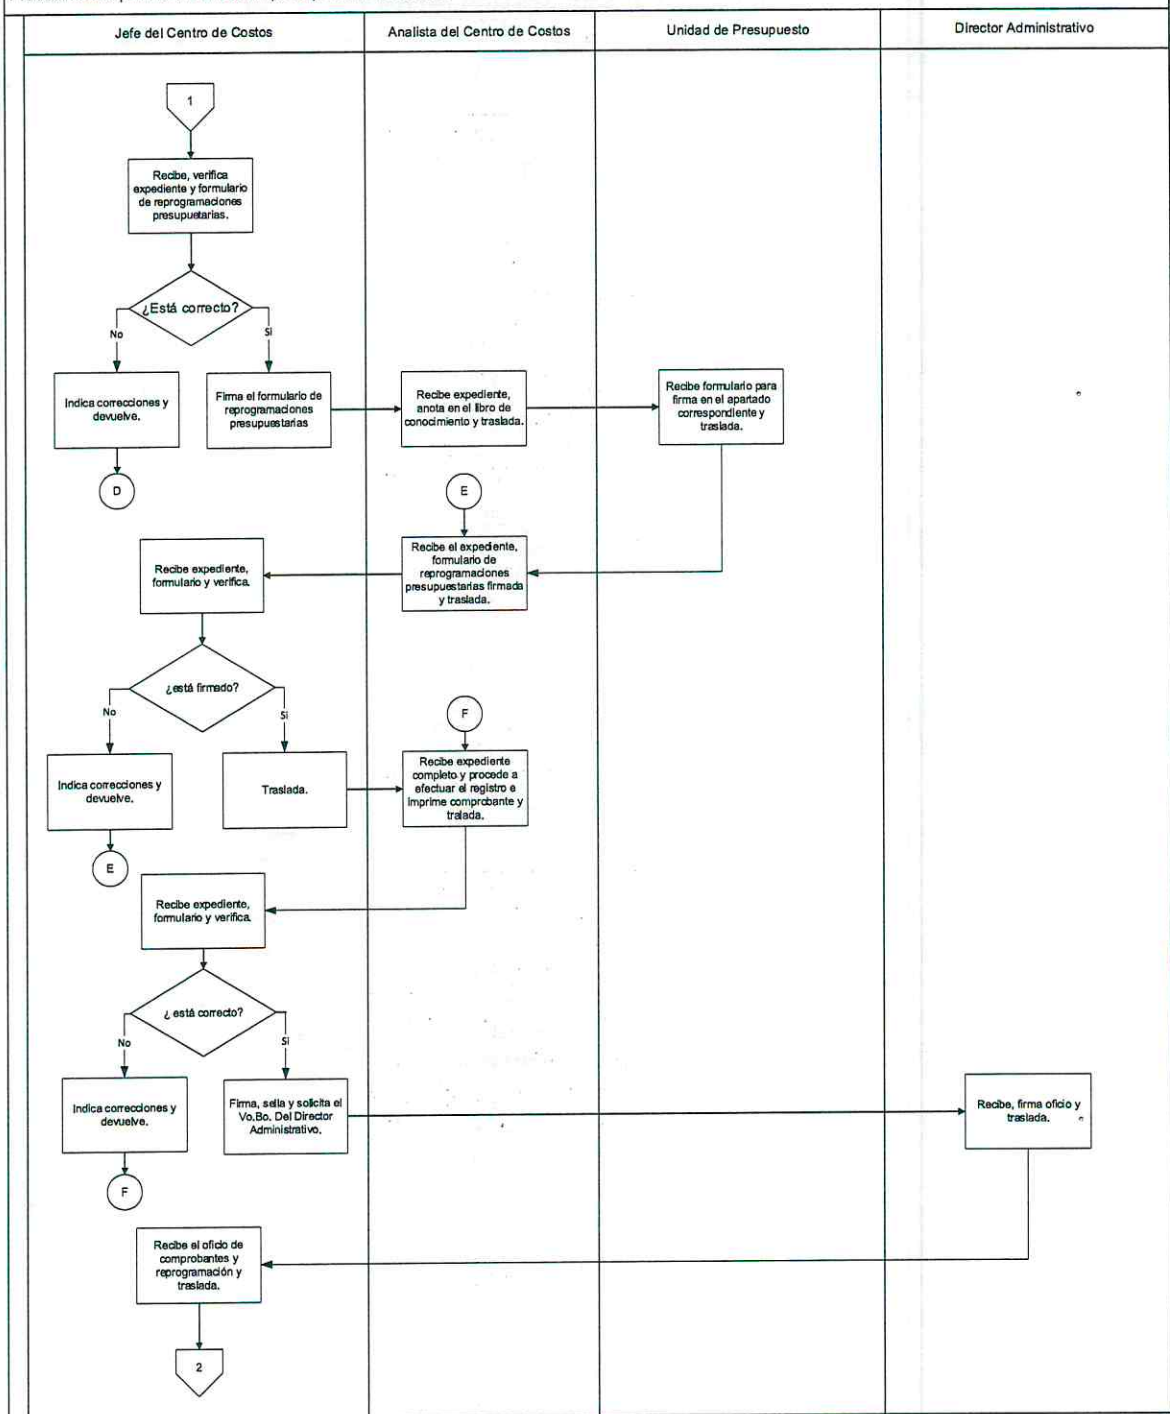 Jefe del Centro de Costos
Analista del Centro de Costos
Unidad de Presupuesto
Director Administrativo
1
Recibe, verifica
expediente y formulario
de reprogramaciones
presupuetarias.
¿Está correcto?
No
Si
Indica correcciones y
devuelve.
Firma el formulario de
reprogramaciones
presupuestarias
Recibe expediente,
anota en el libro de
conocimiento y traslada.
Recibe formulario para
firma en el apartado
correspondiente y
traslada.
D
E
Recibe expediente,
formulario y verifica.
Recibe el expediente,
formulario de
reprogramaciones
presupuestarias firmada
y traslada.
¿está firmado?
No
Si
F
Indica correcciones y
devuelve.
Traslada.
Recibe expediente
completo y procede a
efectuar el registro e
imprime comprobante y
tralada.
E
Recibe expediente,
formulario y verifica.
¿ está correcto?
No
Si
Indica correcciones y
devuelve.
Firma, sella y solicita el
Vo.Bo. Del Director
Administrativo.
Recibe, firma oficio y
traslada.
F
Recibe el oficio de
comprobantes y
reprogramación y
traslada.
2